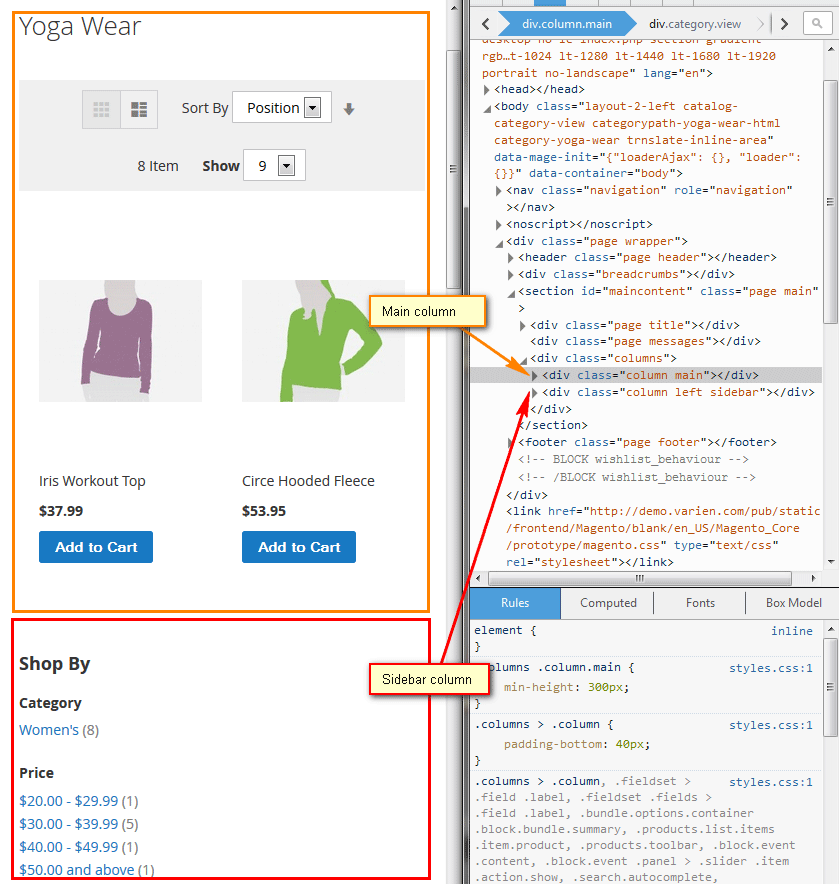 Yoga Wear
Sort By Position
8 Item Show 9
Iris Workout Top
$37.99
Add to Cart
Circe Hooded Fleece
$53.95
Add to Cart
Main column
Shop By
Category
Women's (8)
Price
$20.00 - $29.99 (1)
$30.00 - $39.99 (5)
$40.00 - $49.99 (1)
$50.00 and above (1)
Sidebar column
div.column.main div.category.view
desktop no-lc index.php section-gradient
rgb…t-1024 lt-1280 lt-1440 lt-1680 lt-1920
portrait no-landscape" lang="en">
<head></head>
<body class="layout-2-left catalog-
category-view categorypath-yoga-wear-html
category-yoga-wear trnslate-inline-area"
data-mage-init="{"loaderAjax": {}, "loader":
{}}" data-container="body">
<nav class="navigation" role="navigation"
></nav>
<noscript></noscript>
<div class="page wrapper">
<header class="page header"></header>
<div class="breadcrumbs"></div>
<section id="maincontent" class="page main"
>
<div class="page title"></div>
<div class="page messages"></div>
<div class="columns">
<div class="column main"></div>
<div class="column left sidebar"></div>
</div>
</section>
<footer class="page footer"></footer>
<!-- BLOCK wishlist_behaviour -->
<!-- /BLOCK wishlist_behaviour -->
</div>
<link href="http://demo.varien.com/pub/static
/frontend/Magento/blank/en_US/Magento_Core
/prototype/magento.css" type="text/css"
rel="stylesheet"></link>
Rules Computed Fonts Box Model
element { inline
}
.columns .column.main { styles.css:1
min-height: 300px;
}
.columns > .column { styles.css:1
padding-bottom: 40px;
}
.columns > .column, .fieldset > styles.css:1
.field .label, .fieldset .fields >
.field .label, .bundle.options.container
.block.bundle.summary, .products.list.items
.item.product, .products.toolbar, .block.event
.content, .block.event .panel > .slider .item
.action.show, .search.autocomplete,